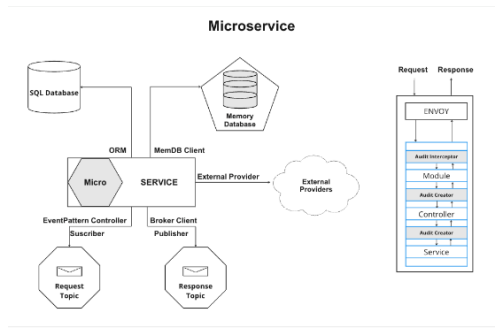 Microservice
SQL Database
Memory
Database
Request
Response
ENVOY
Audit Interceptor
Module
Audit Creator
Controller
Audit Creator
Service
ORM
MemDB Client
Micro
SERVICE
External Provider
External
Providers
EventPattern Controller
Suscriber
Broker Client
Publisher
Request
Topic
Response
Topic